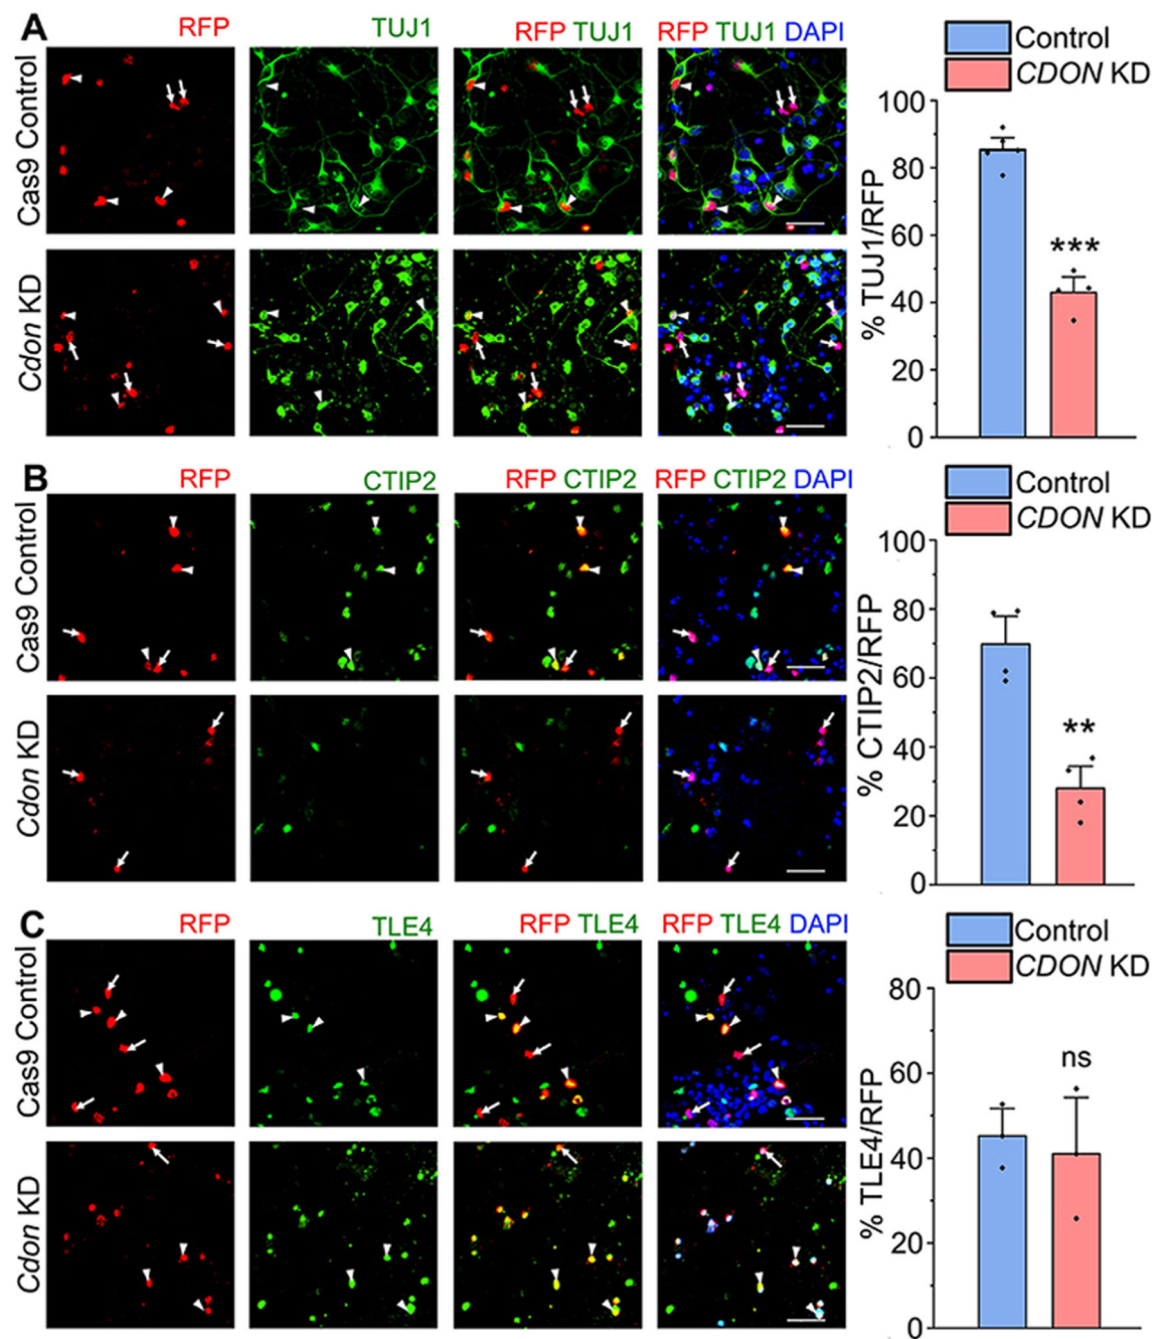 A
RFP
TUJ1
RFP TUJ1
RFP TUJ1 DAPI
Control
CDON KD
Cas9 Control
Cdon KD
% TUJ1/RFP
100
80
60
40
20
0
***
B
RFP
CTIP2
RFP CTIP2
RFP CTIP2 DAPI
Control
CDON KD
Cas9 Control
Cdon KD
% CTIP2/RFP
100
80
60
40
20
0
**
C
RFP
TLE4
RFP TLE4
RFP TLE4 DAPI
Control
CDON KD
Cas9 Control
Cdon KD
% TLE4/RFP
80
60
40
20
0
ns